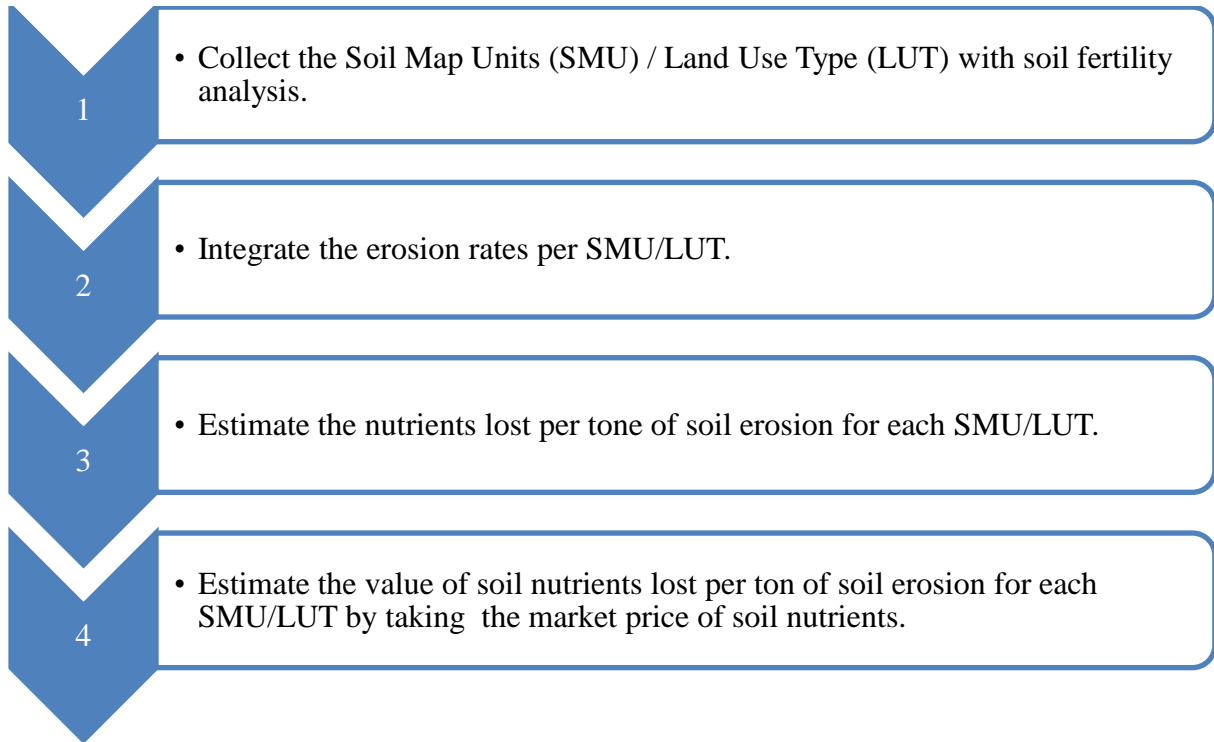 1
• Collect the Soil Map Units (SMU) / Land Use Type (LUT) with soil fertility
analysis.
2
• Integrate the erosion rates per SMU/LUT.
3
• Estimate the nutrients lost per tone of soil erosion for each SMU/LUT.
4
• Estimate the value of soil nutrients lost per ton of soil erosion for each
SMU/LUT by taking  the market price of soil nutrients.